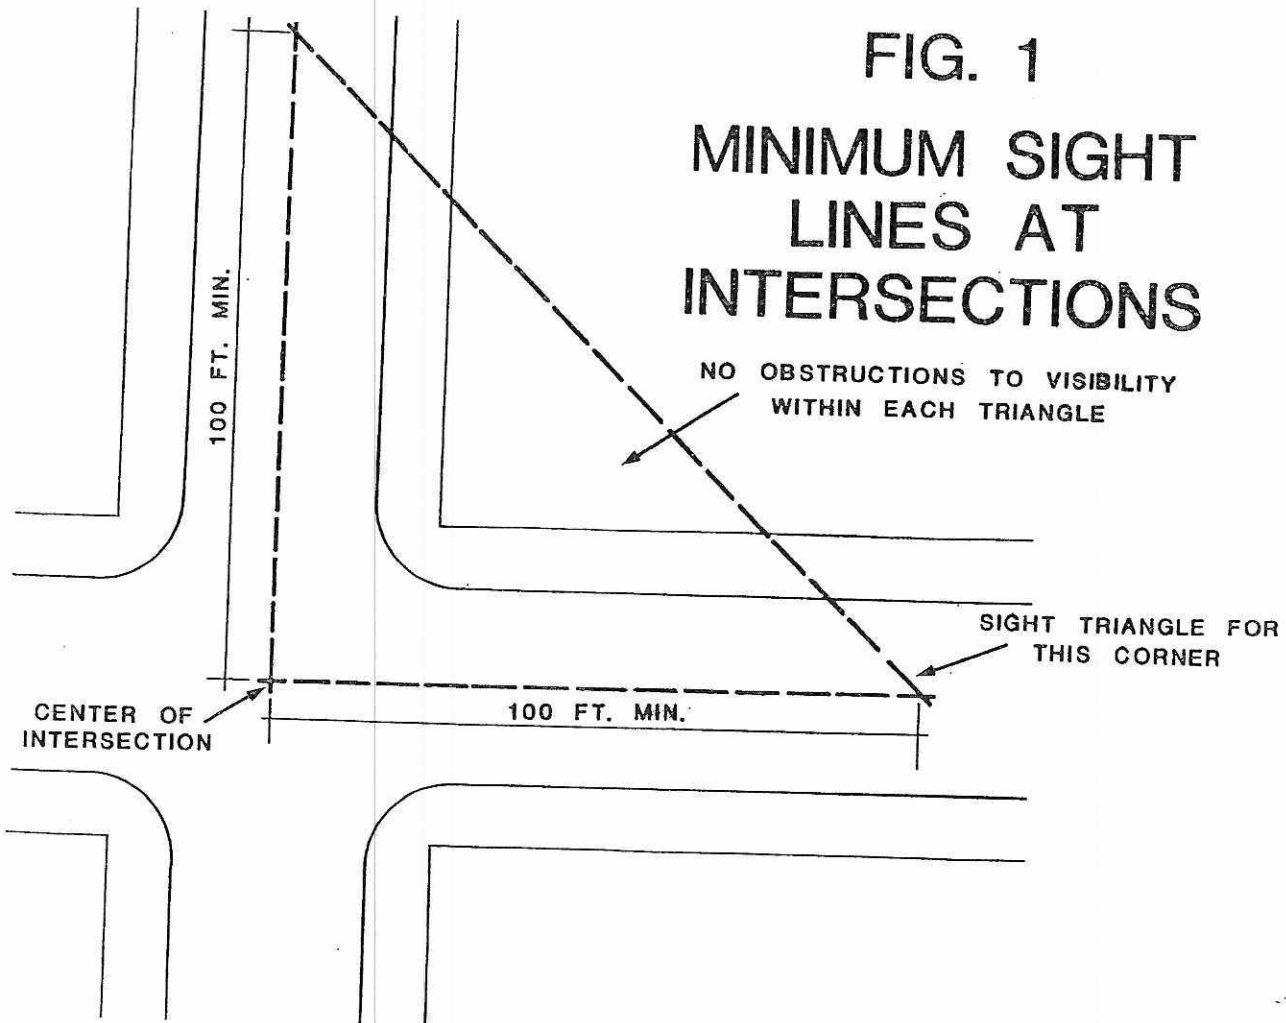 FIG. 1
MINIMUM SIGHT
LINES AT
INTERSECTIONS
NO OBSTRUCTIONS TO VISIBILITY
WITHIN EACH TRIANGLE
100 FT. MIN.
SIGHT TRIANGLE FOR
THIS CORNER
CENTER OF
INTERSECTION
100 FT. MIN.